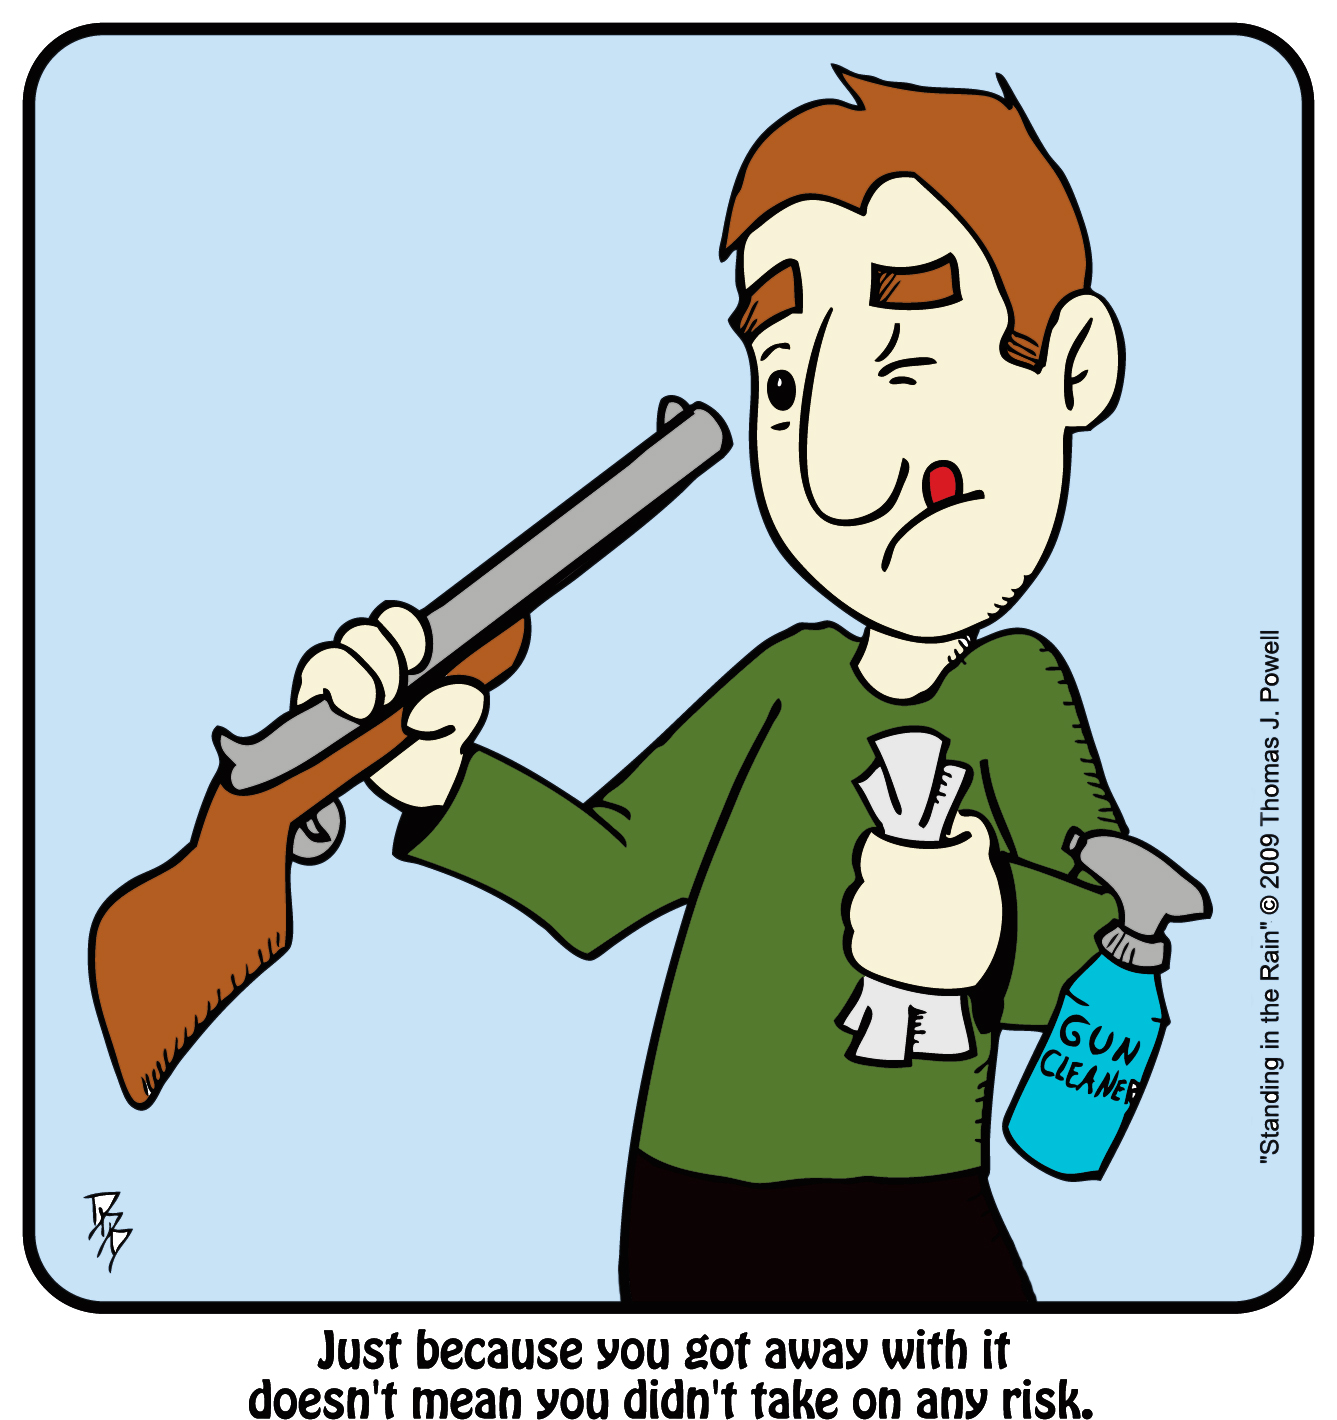 GUN
CLEANER
"Standing in the Rain" © 2009 Thomas J. Powell
Just because you got away with it
doesn't mean you didn't take on any risk.